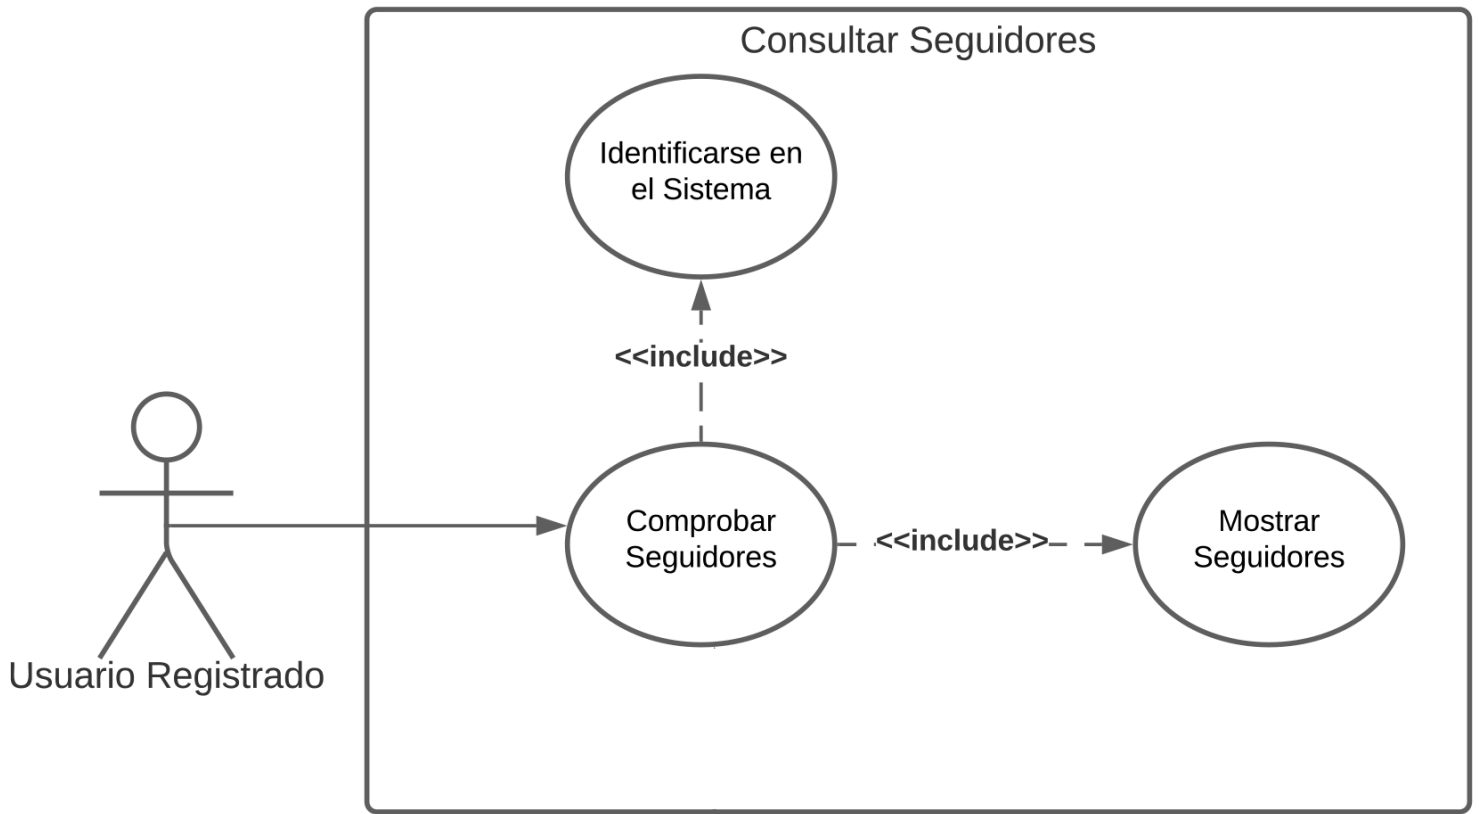 Consultar Seguidores
Identificarse en
el Sistema
<<include>>
Comprobar
Seguidores
<<include>>
Mostrar
Seguidores
Usuario Registrado